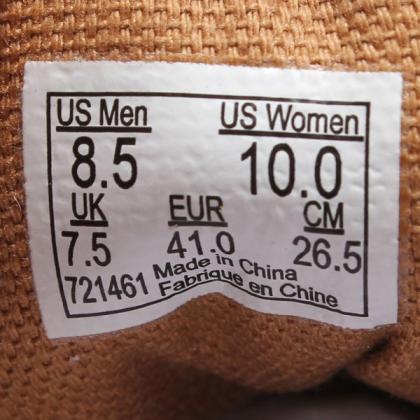 US Men US Women
8.5 10.0
UK EUR CM
7.5 41.0 26.5
721461 Made in China
Fabrique en Chine